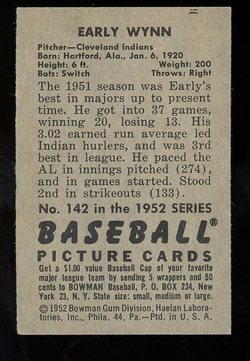 EARLY WYNN
Pitcher—Cleveland Indians
Born: Hartford, Ala., Jan. 6, 1920
Height: 6 ft. Weight: 200
Bats: Switch Throws: Right
The 1951 season was Early's
best in majors up to present
time. He got into 37 games,
winning 20, losing 13. His
3.02 earned run average led
Indian hurlers, and was 3rd
best in league. He paced the
AL in innings pitched (274),
and in games started. Stood
2nd in strikeouts (133).
No. 142 in the 1952 SERIES
BASEBALL®
PICTURE CARDS
Get a $1.00 value Baseball Cap of your favorite
major league team by sending 5 wrappers and 50
cents to BOWMAN BASEBALL, P. O. BOX 234, NEW
YORK 23, N. Y. State size: small, medium or large.
©1952 Bowman Gum Division, Haelan Labora-
tories, Inc., Phila. 44, Pa.—Ptd. in U. S. A.